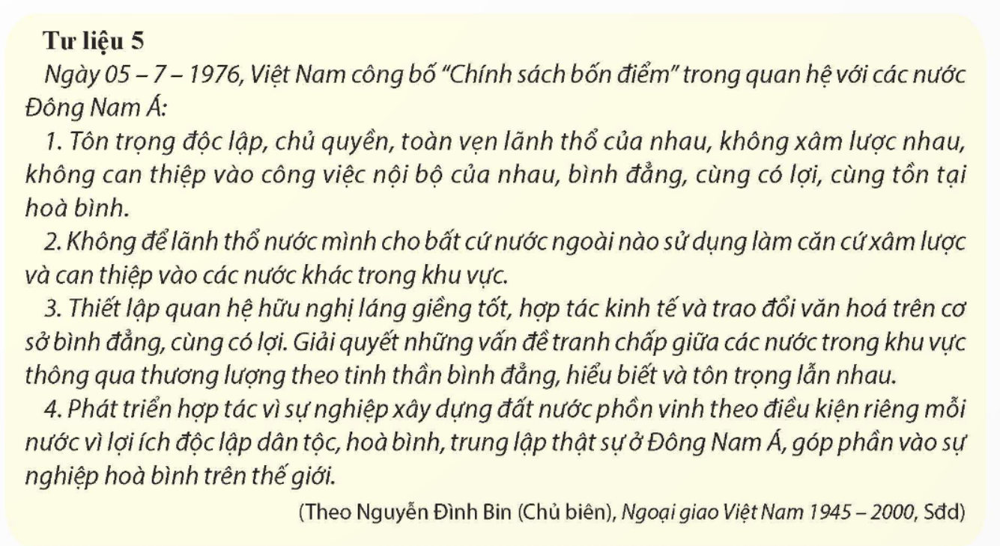 Tư liệu 5
Ngày 05 – 7 – 1976, Việt Nam công bố “Chính sách bốn điểm” trong quan hệ với các nước
Đông Nam Á:
1. Tôn trọng độc lập, chủ quyền, toàn vẹn lãnh thổ của nhau, không xâm lược nhau,
không can thiệp vào công việc nội bộ của nhau, bình đẳng, cùng có lợi, cùng tồn tại
hoà bình.
2. Không để lãnh thổ nước mình cho bất cứ nước ngoài nào sử dụng làm căn cứ xâm lược
và can thiệp vào các nước khác trong khu vực.
3. Thiết lập quan hệ hữu nghị láng giềng tốt, hợp tác kinh tế và trao đổi văn hoá trên cơ
sở bình đẳng, cùng có lợi. Giải quyết những vấn đề tranh chấp giữa các nước trong khu vực
thông qua thương lượng theo tinh thần bình đẳng, hiểu biết và tôn trọng lẫn nhau.
4. Phát triển hợp tác vì sự nghiệp xây dựng đất nước phồn vinh theo điều kiện riêng mỗi
nước vì lợi ích độc lập dân tộc, hoà bình, trung lập thật sự ở Đông Nam Á, góp phần vào sự
nghiệp hoà bình trên thế giới.
(Theo Nguyễn Đình Bin (Chủ biên), Ngoại giao Việt Nam 1945 – 2000, Sđd)